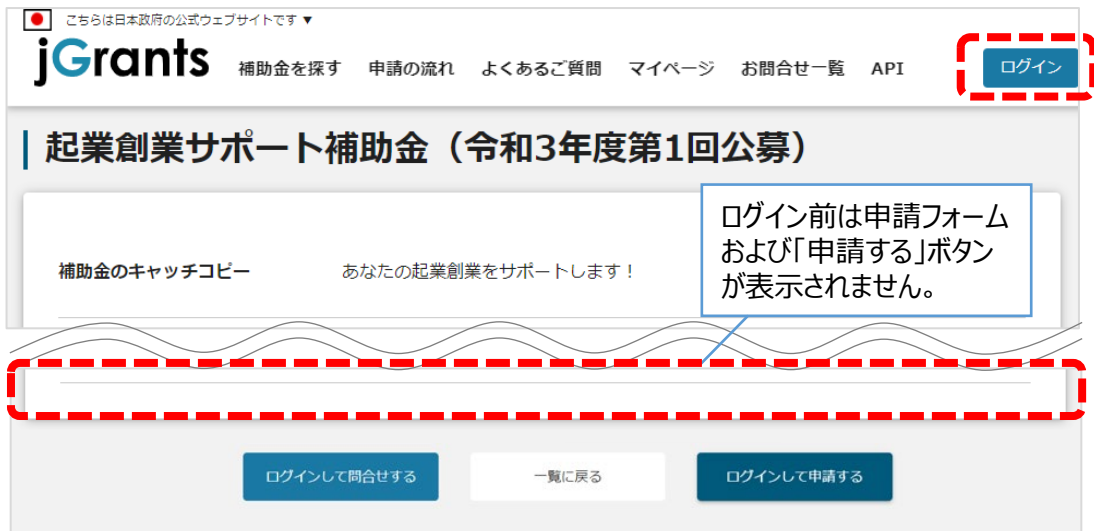 こちらは日本政府の公式ウェブサイトです ▼
jGrants 補助金を探す 申請の流れ よくあるご質問 マイページ お問合せ一覧 API ログイン
起業創業サポート補助金（令和3年度第1回公募）
ログイン前は申請フォーム
および「申請する」ボタン
が表示されません。
補助金のキャッチコピー あなたの起業創業をサポートします！
ログインして問合せする 一覧に戻る ログインして申請する